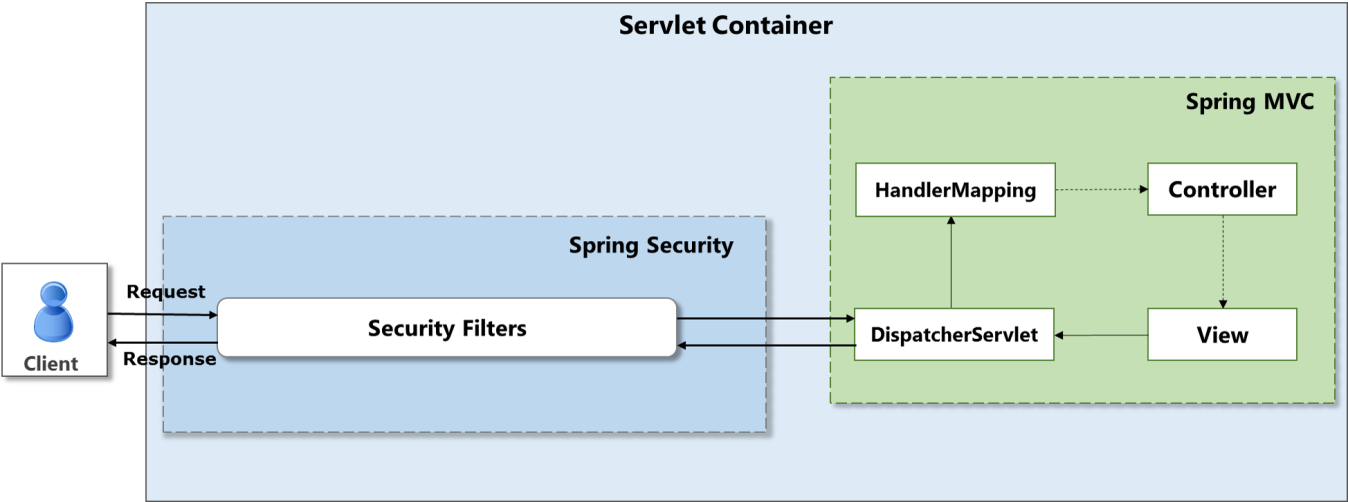 Servlet Container
Spring MVC
HandlerMapping
Controller
Spring Security
Request
Security Filters
DispatcherServlet
View
Response
Client